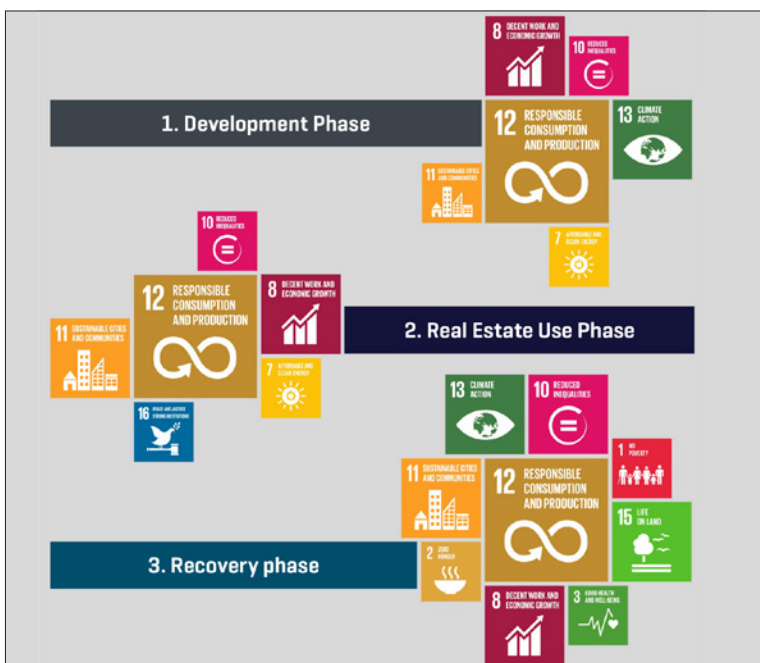 8 DECENT WORK AND
ECONOMIC GROWTH
10 REDUCED
INEQUALITIES
1. Development Phase
12 RESPONSIBLE
CONSUMPTION
AND PRODUCTION
13 CLIMATE
ACTION
11 SUSTAINABLE CITIES
AND COMMUNITIES
7 AFFORDABLE AND
CLEAN ENERGY
10 REDUCED
INEQUALITIES
12 RESPONSIBLE
CONSUMPTION
AND PRODUCTION
8 DECENT WORK AND
ECONOMIC GROWTH
11 SUSTAINABLE CITIES
AND COMMUNITIES
2. Real Estate Use Phase
7 AFFORDABLE AND
CLEAN ENERGY
16 PEACE AND JUSTICE
STRONG INSTITUTIONS
13 CLIMATE
ACTION
10 REDUCED
INEQUALITIES
1 NO
POVERTY
11 SUSTAINABLE CITIES
AND COMMUNITIES
12 RESPONSIBLE
CONSUMPTION
AND PRODUCTION
15 LIFE
ON LAND
3. Recovery phase
2 ZERO
HUNGER
8 DECENT WORK AND
ECONOMIC GROWTH
3 GOOD HEALTH
AND WELL-BEING